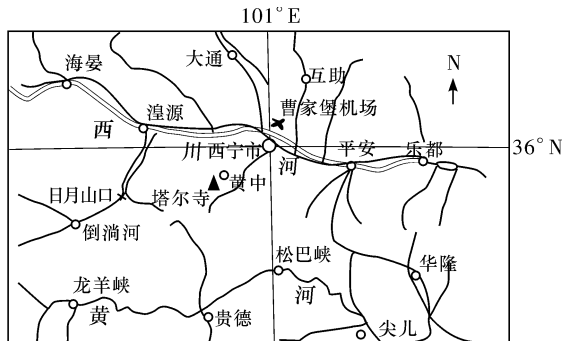 101°E
海晏
大通
互助
N
曹家堡机场
湟源
西
川
西宁市
河
平安
乐都
36°N
日月山口
塔尔寺
黄中
倒淌河
松巴峡
华隆
龙羊峡
黄
河
贵德
尖儿